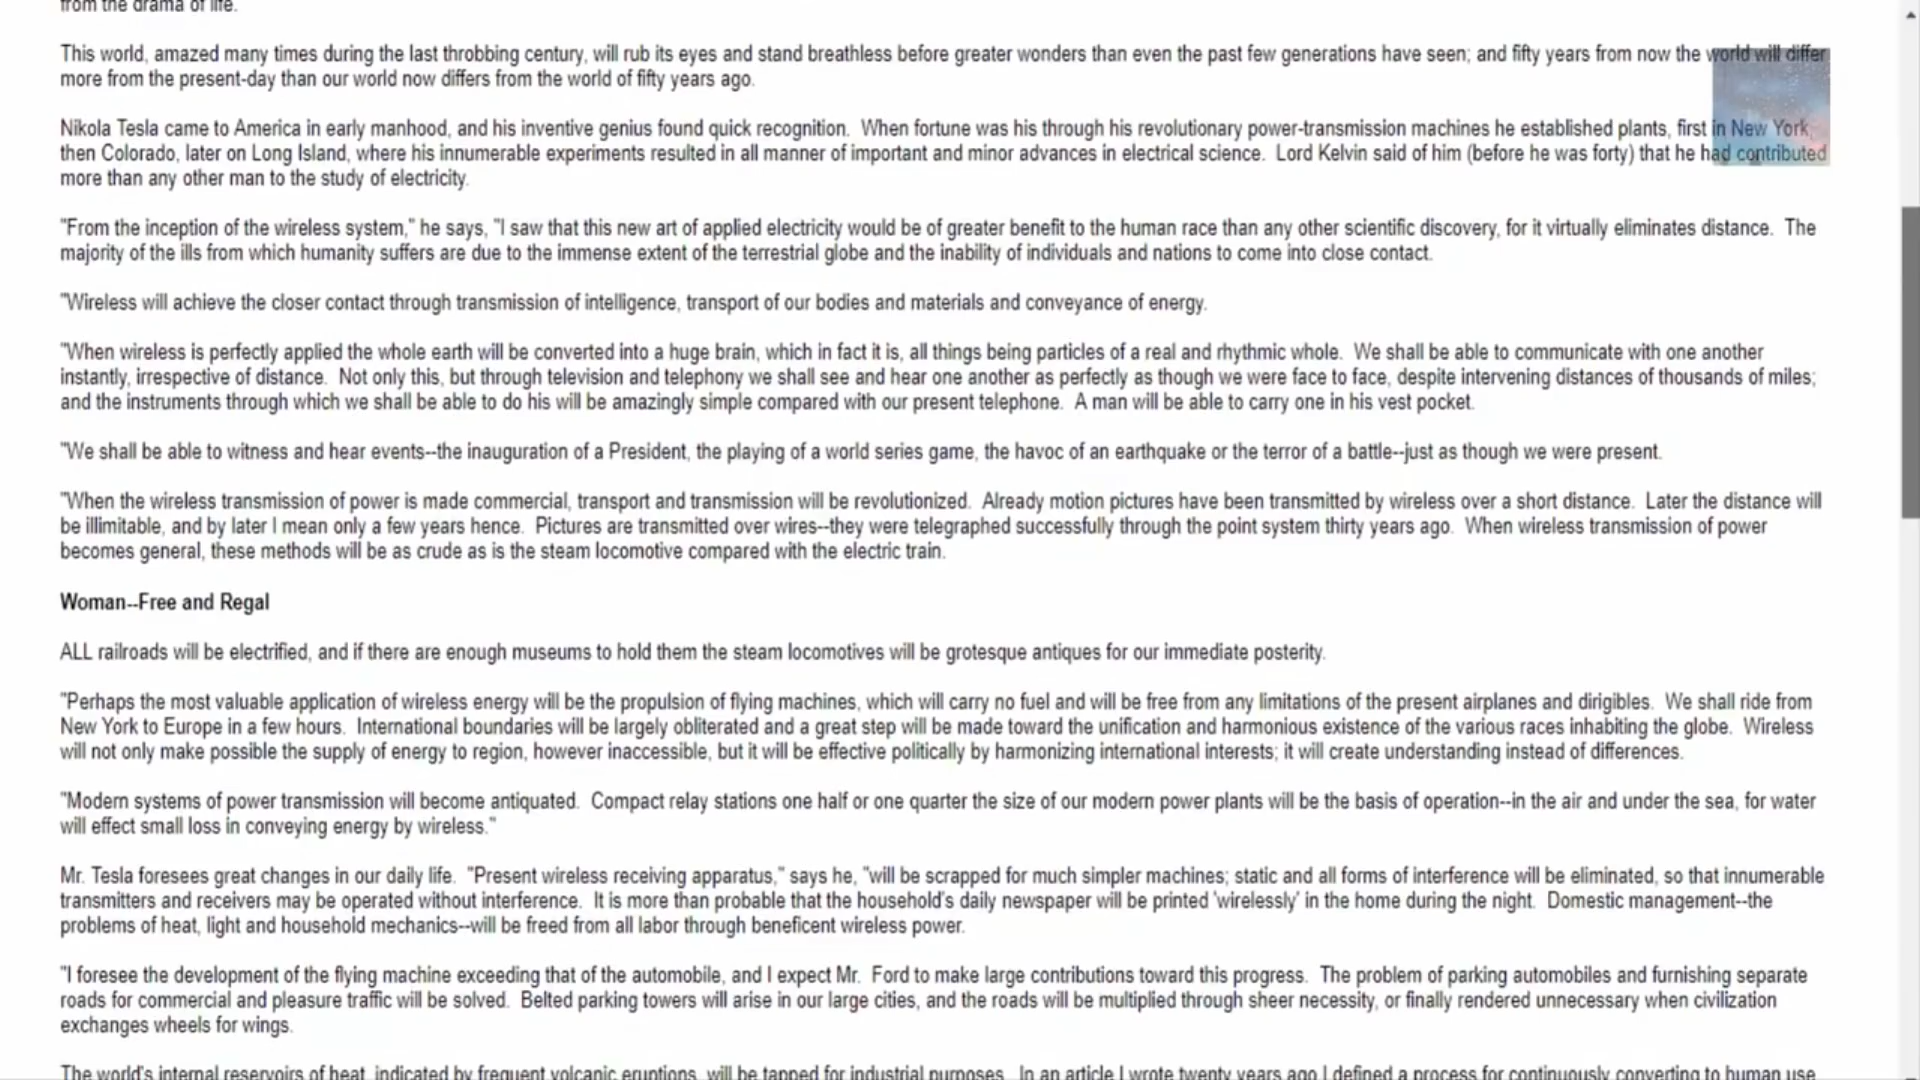 from the drama of life.
This world, amazed many times during the last throbbing century, will rub its eyes and stand breathless before greater wonders than even the past few generations have seen; and fifty years from now the world will differ
more from the present-day than our world now differs from the world of fifty years ago.
Nikola Tesla came to America in early manhood, and his inventive genius found quick recognition. When fortune was his through his revolutionary power-transmission machines he established plants, first in New York,
then Colorado, later on Long Island, where his innumerable experiments resulted in all manner of important and minor advances in electrical science. Lord Kelvin said of him (before he was forty) that he had contributed
more than any other man to the study of electricity.
"From the inception of the wireless system," he says, "I saw that this new art of applied electricity would be of greater benefit to the human race than any other scientific discovery, for it virtually eliminates distance. The
majority of the ills from which humanity suffers are due to the immense extent of the terrestrial globe and the inability of individuals and nations to come into close contact.
"Wireless will achieve the closer contact through transmission of intelligence, transport of our bodies and materials and conveyance of energy.
"When wireless is perfectly applied the whole earth will be converted into a huge brain, which in fact it is, all things being particles of a real and rhythmic whole. We shall be able to communicate with one another
instantly, irrespective of distance. Not only this, but through television and telephony we shall see and hear one another as perfectly as though we were face to face, despite intervening distances of thousands of miles;
and the instruments through which we shall be able to do his will be amazingly simple compared with our present telephone. A man will be able to carry one in his vest pocket.
"We shall be able to witness and hear events--the inauguration of a President, the playing of a world series game, the havoc of an earthquake or the terror of a battle--just as though we were present.
"When the wireless transmission of power is made commercial, transport and transmission will be revolutionized. Already motion pictures have been transmitted by wireless over a short distance. Later the distance will
be illimitable, and by later I mean only a few years hence. Pictures are transmitted over wires--they were telegraphed successfully through the point system thirty years ago. When wireless transmission of power
becomes general, these methods will be as crude as is the steam locomotive compared with the electric train.
Woman--Free and Regal
ALL railroads will be electrified, and if there are enough museums to hold them the steam locomotives will be grotesque antiques for our immediate posterity.
"Perhaps the most valuable application of wireless energy will be the propulsion of flying machines, which will carry no fuel and will be free from any limitations of the present airplanes and dirigibles. We shall ride from
New York to Europe in a few hours. International boundaries will be largely obliterated and a great step will be made toward the unification and harmonious existence of the various races inhabiting the globe. Wireless
will not only make possible the supply of energy to region, however inaccessible, but it will be effective politically by harmonizing international interests; it will create understanding instead of differences.
"Modern systems of power transmission will become antiquated. Compact relay stations one half or one quarter the size of our modern power plants will be the basis of operation--in the air and under the sea, for water
will effect small loss in conveying energy by wireless."
Mr. Tesla foresees great changes in our daily life. "Present wireless receiving apparatus," says he, "will be scrapped for much simpler machines; static and all forms of interference will be eliminated, so that innumerable
transmitters and receivers may be operated without interference. It is more than probable that the household's daily newspaper will be printed 'wirelessly' in the home during the night. Domestic management--the
problems of heat, light and household mechanics--will be freed from all labor through beneficent wireless power.
"I foresee the development of the flying machine exceeding that of the automobile, and I expect Mr. Ford to make large contributions toward this progress. The problem of parking automobiles and furnishing separate
roads for commercial and pleasure traffic will be solved. Belted parking towers will arise in our large cities, and the roads will be multiplied through sheer necessity, or finally rendered unnecessary when civilization
exchanges wheels for wings.
The world's internal reservoirs of heat, indicated by frequent volcanic eruptions, will be tapped for industrial purposes. In an article I wrote twenty years ago I defined a process for continuously converting to human use